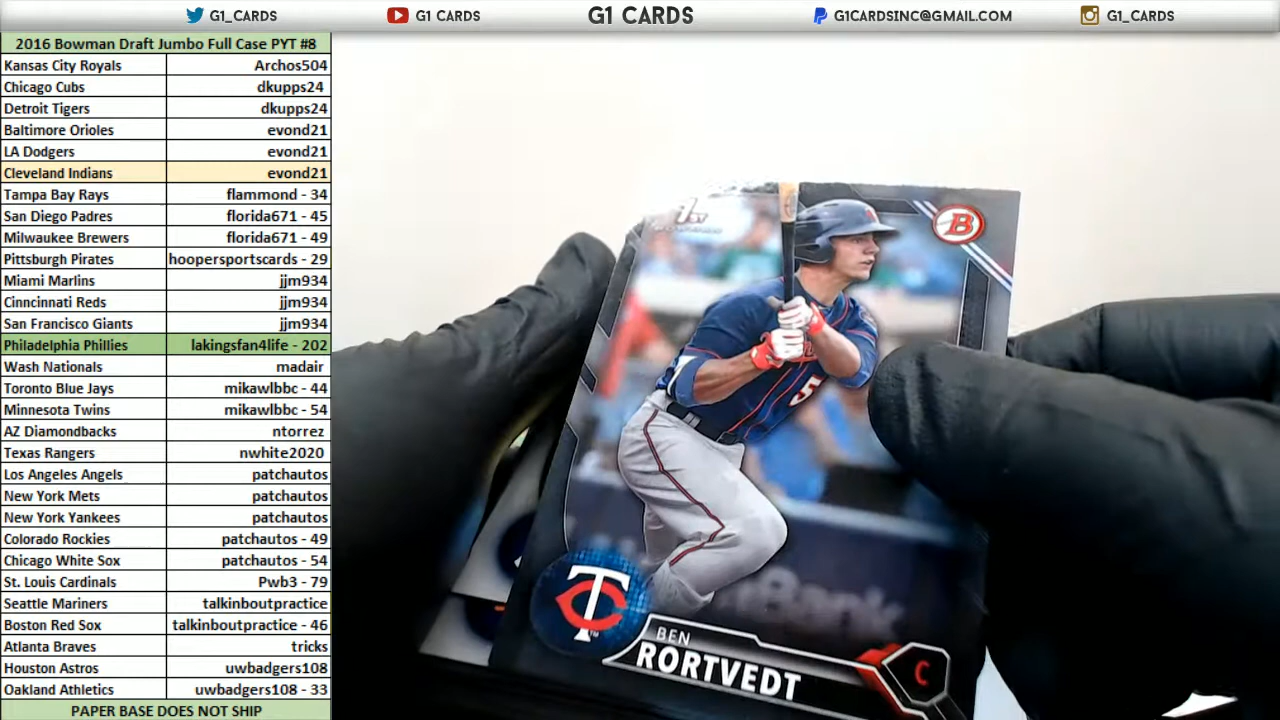 G1_CARDS
G1 CARDS
G1 CARDS
G1CARDSINC@GMAIL.COM
G1_CARDS
2016 Bowman Draft Jumbo Full Case PYT #8
Kansas City Royals Archos504
Chicago Cubs dkupps24
Detroit Tigers dkupps24
Baltimore Orioles evond21
LA Dodgers evond21
Cleveland Indians evond21
Tampa Bay Rays flammond - 34
San Diego Padres florida671 - 45
Milwaukee Brewers florida671 - 49
Pittsburgh Pirates hoopersportscards - 29
Miami Marlins jjm934
Cinncinnati Reds jjm934
San Francisco Giants jjm934
Philadelphia Phillies lakingsfan4life - 202
Wash Nationals madair
Toronto Blue Jays mikawlbbc - 44
Minnesota Twins mikawlbbc - 54
AZ Diamondbacks ntorrez
Texas Rangers nwhite2020
Los Angeles Angels patchautos
New York Mets patchautos
New York Yankees patchautos
Colorado Rockies patchautos - 49
Chicago White Sox patchautos - 54
St. Louis Cardinals Pwb3 - 79
Seattle Mariners talkinboutpractice
Boston Red Sox talkinboutpractice - 46
Atlanta Braves tricks
Houston Astros uwbadgers108
Oakland Athletics uwbadgers108 - 33
PAPER BASE DOES NOT SHIP
1ST
B
5
TC
TM
BEN
RORTVEDT
C